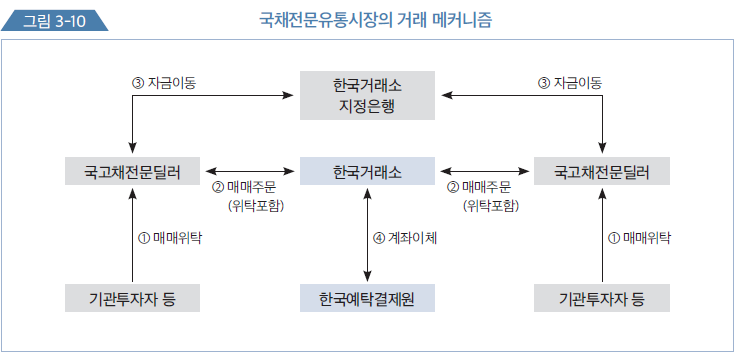 그림 3-10
국채전문유통시장의 거래 메커니즘
③ 자금이동
한국거래소
지정은행
③ 자금이동
국고채전문딜러
한국거래소
국고채전문딜러
② 매매주문
(위탁포함)
② 매매주문
(위탁포함)
① 매매위탁
④ 계좌이체
① 매매위탁
기관투자자 등
한국예탁결제원
기관투자자 등